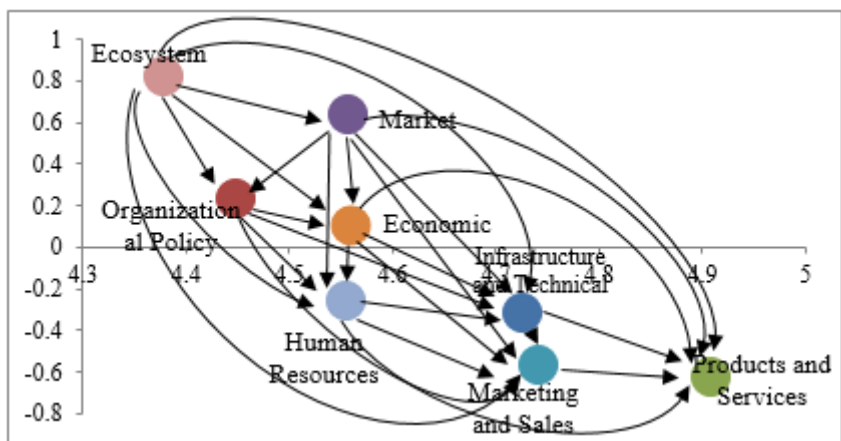 1
Ecosystem
0.8
0.6
Market
0.4
0.2
Organization
al Policy
Economic
0
4.3
4.4
4.5
4.6
4.7
4.8
4.9
5
Infrastructure
and Technical
-0.2
-0.4
Human
Resources
-0.6
Marketing
and Sales
Products and
Services
-0.8